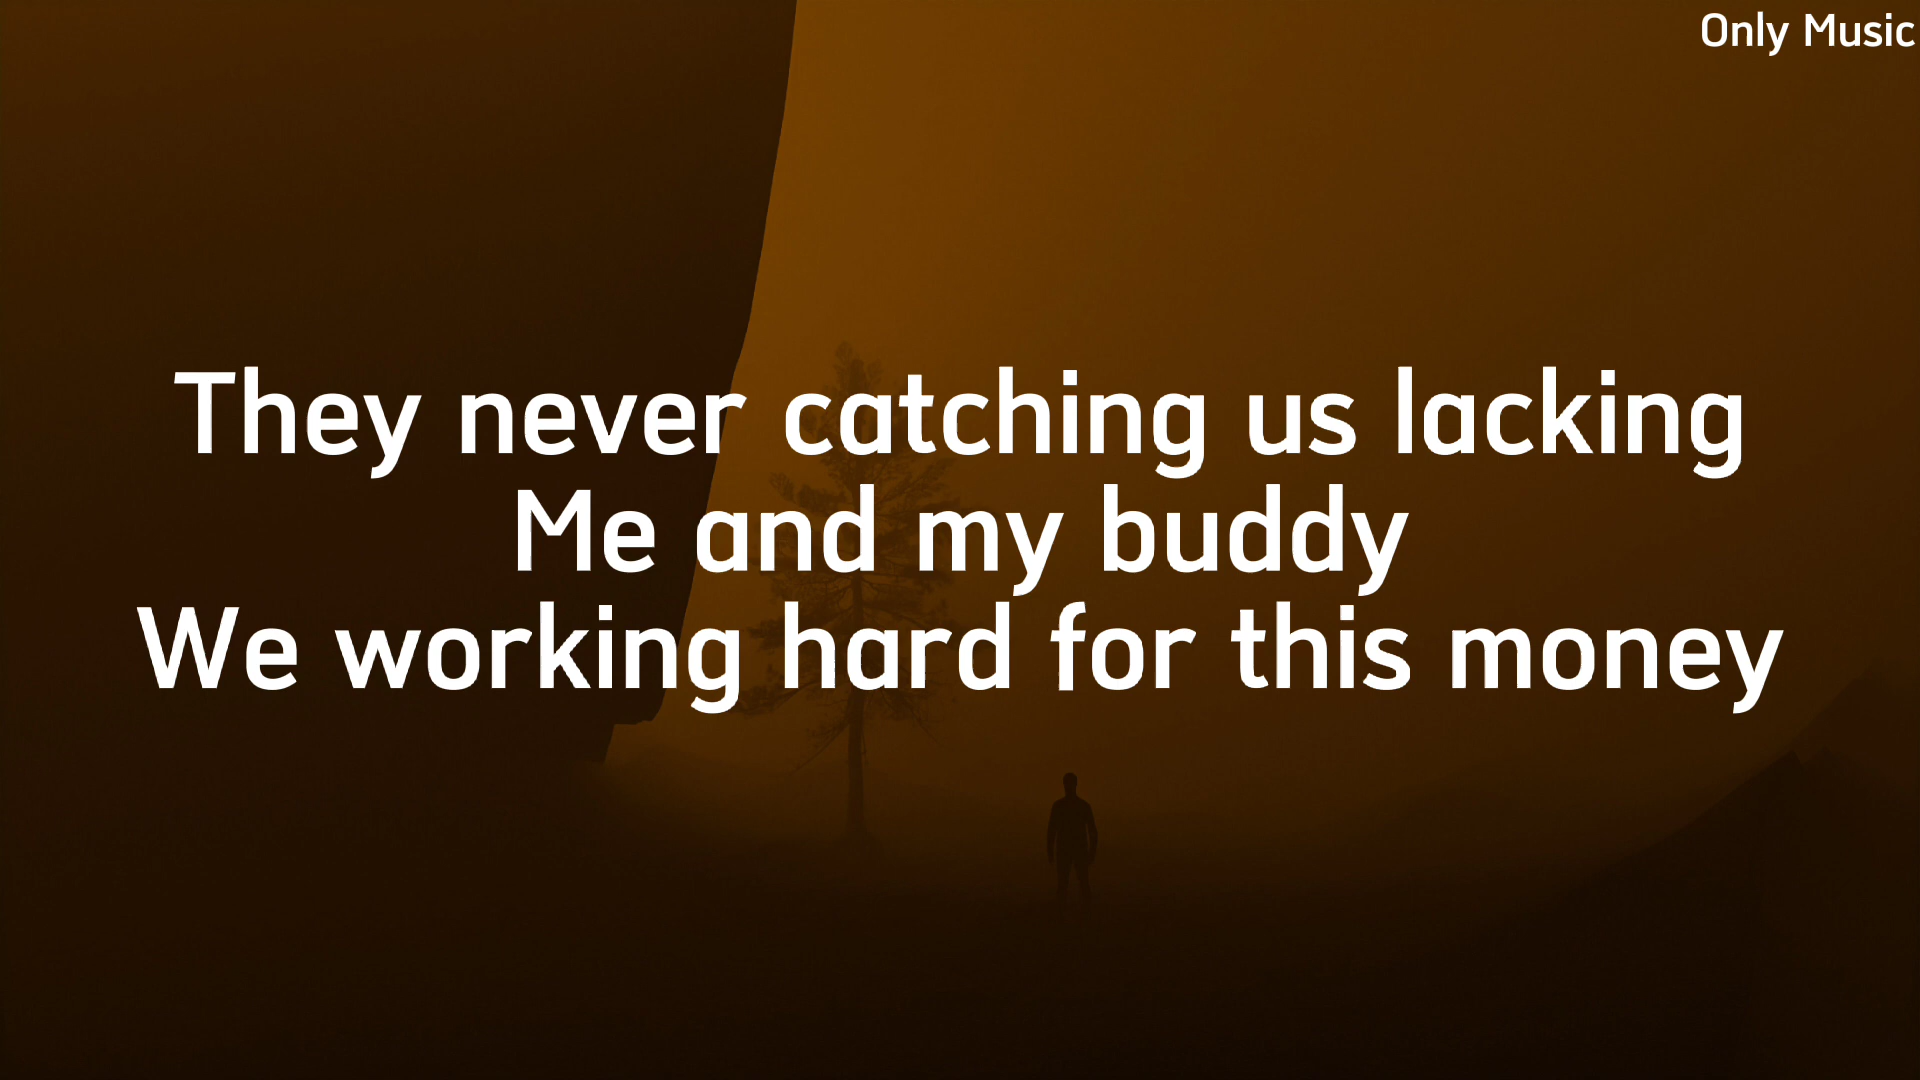 Only Music
They never catching us lacking
Me and my buddy
We working hard for this money